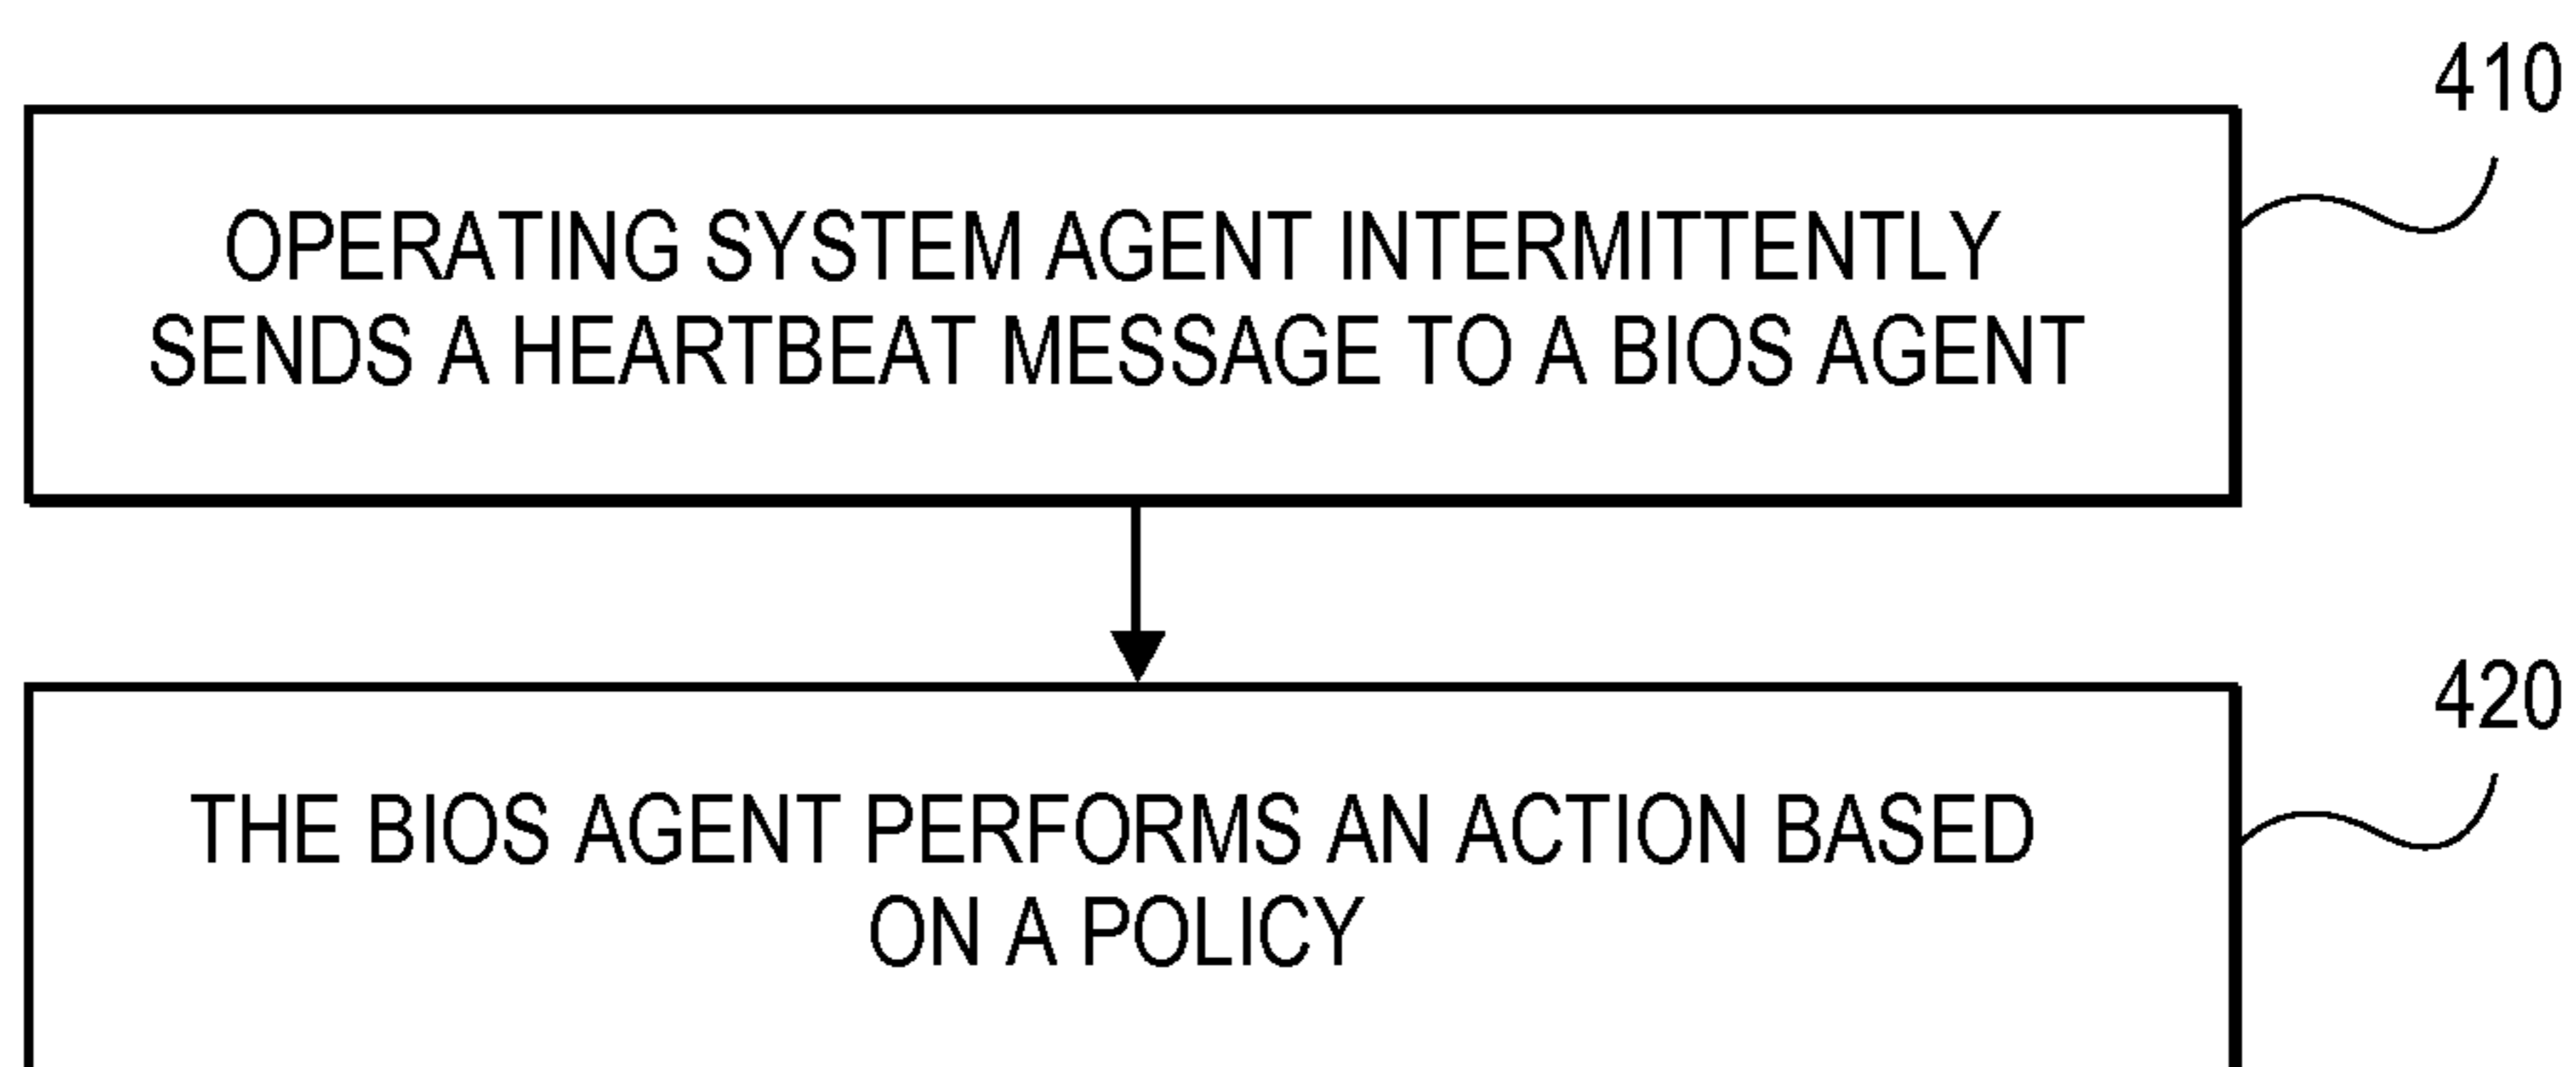 410
OPERATING SYSTEM AGENT INTERMITTENTLY
SENDS A HEARTBEAT MESSAGE TO A BIOS AGENT
420
THE BIOS AGENT PERFORMS AN ACTION BASED
ON A POLICY